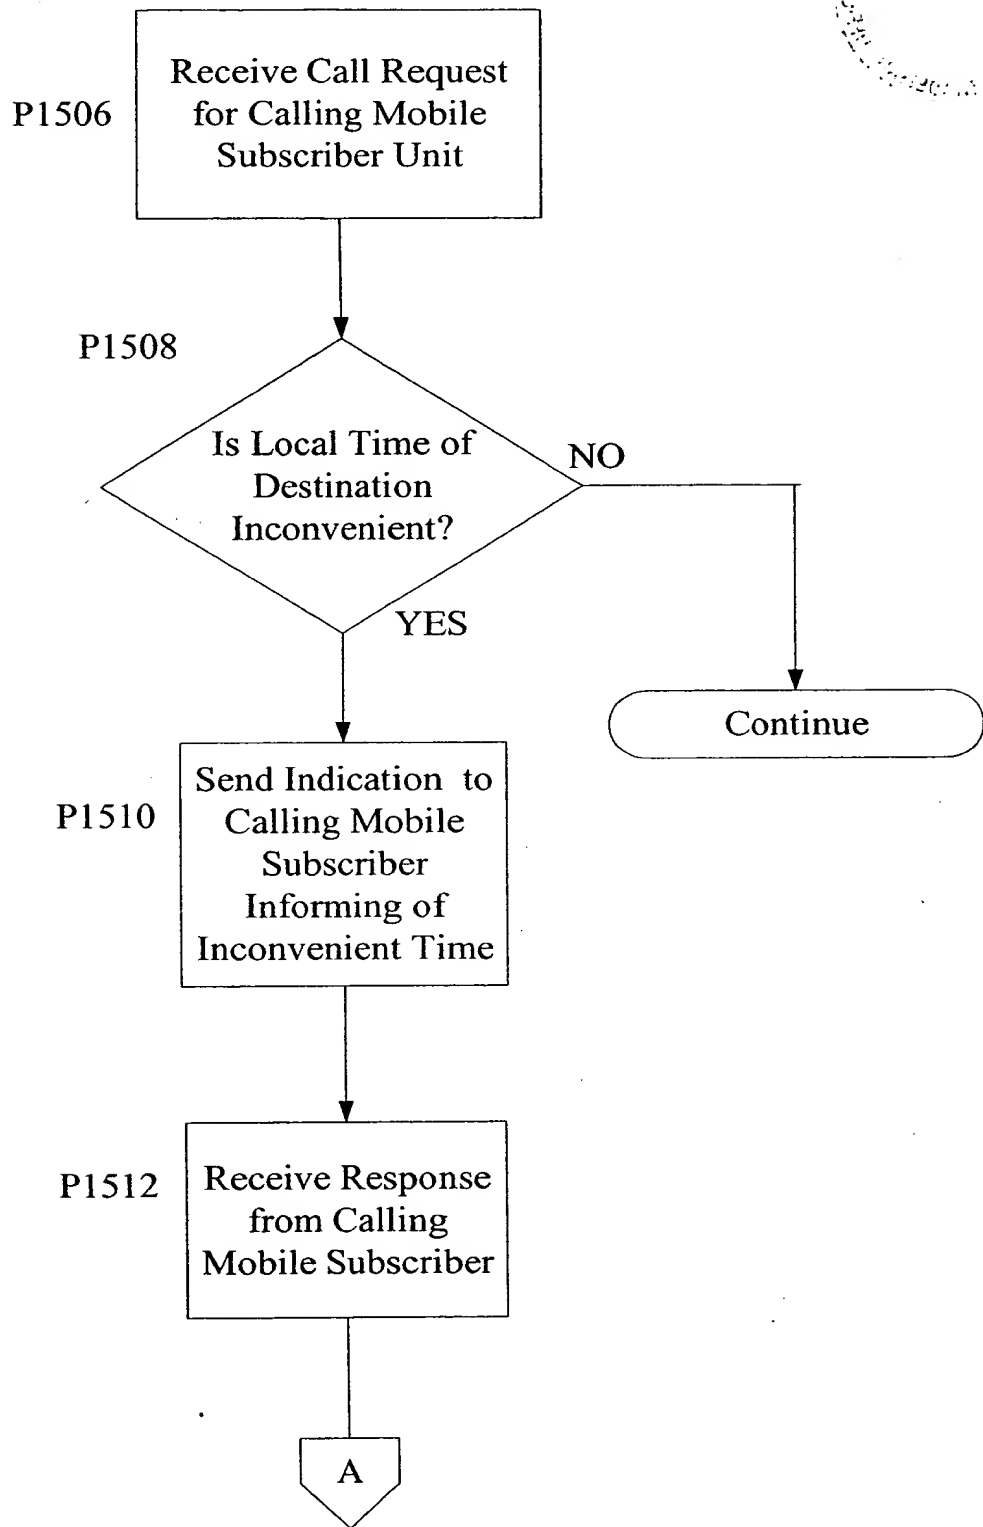 P1506
Receive Call Request
for Calling Mobile
Subscriber Unit
P1508
Is Local Time of
Destination
Inconvenient?
NO
YES
Continue
P1510
Send Indication to
Calling Mobile
Subscriber
Informing of
Inconvenient Time
P1512
Receive Response
from Calling
Mobile Subscriber
A